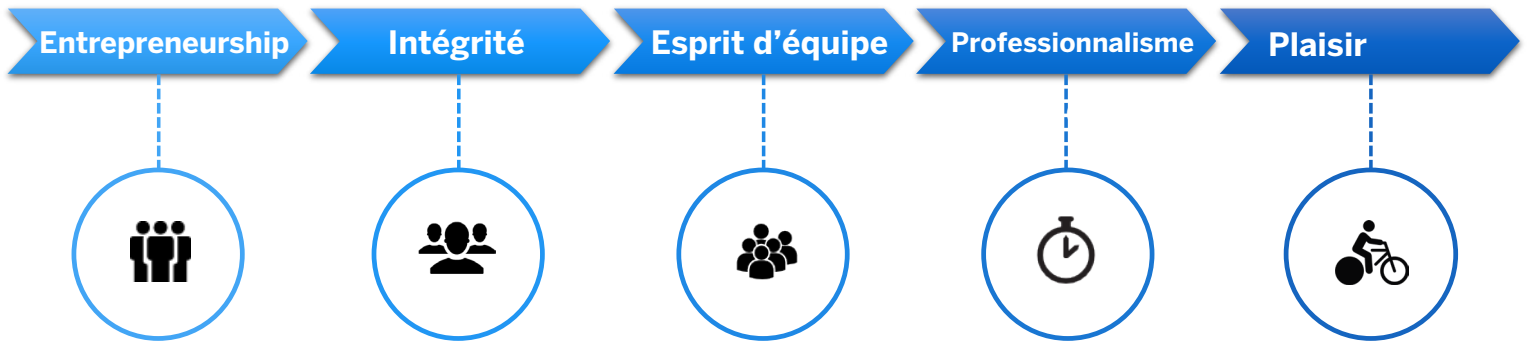 Entrepreneurship
Intégrité
Esprit d’équipe
Professionnalisme
Plaisir